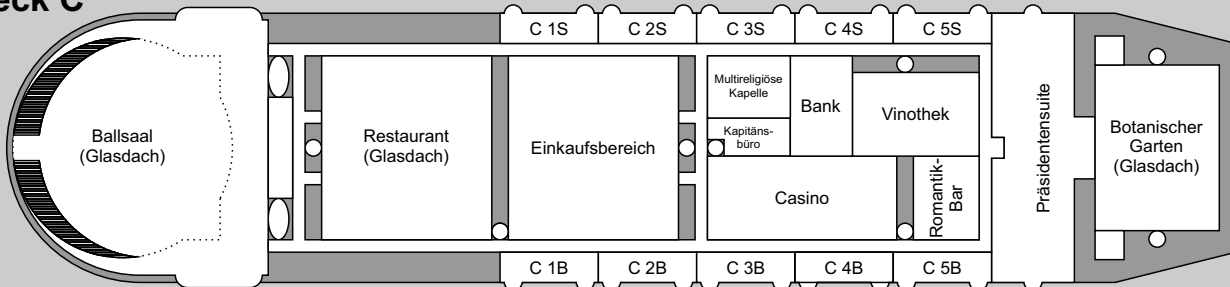 eck C
C 1S
C 2S
C 3S
C 4S
C 5S
Ballsaal
(Glasdach)
Restaurant
(Glasdach)
Einkaufsbereich
Multireligiöse
Kapelle
Kapitäns-
büro
Bank
Vinothek
Casino
Romantik-
Bar
Präsidentensuite
Botanischer
Garten
(Glasdach)
C 1B
C 2B
C 3B
C 4B
C 5B